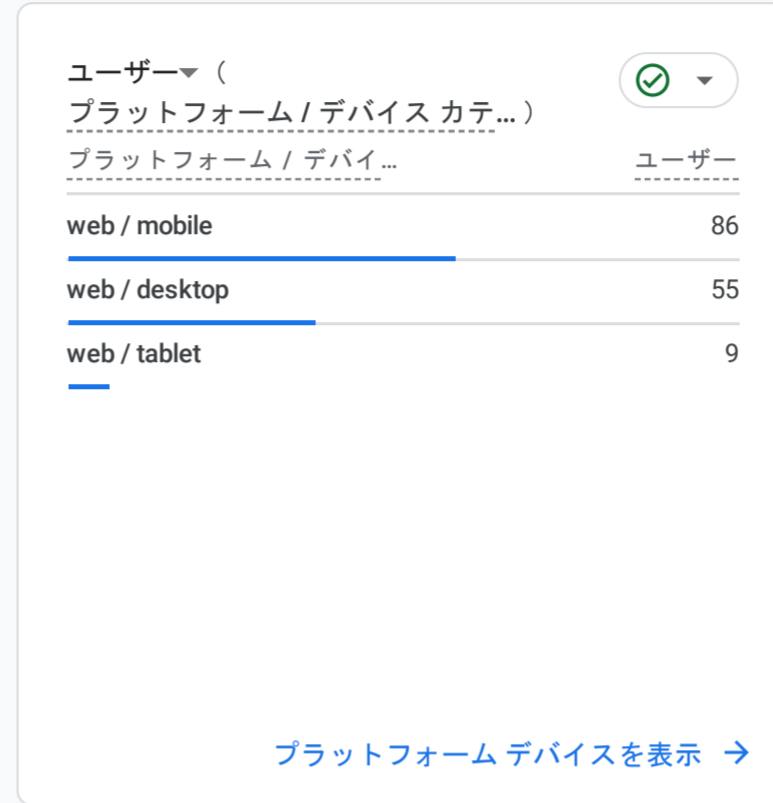 ユーザー （
プラットフォーム / デバイス カテ... ）
プラットフォーム / デバイ... ユーザー
web / mobile 86
web / desktop 55
web / tablet 9
プラットフォーム デバイスを表示 →